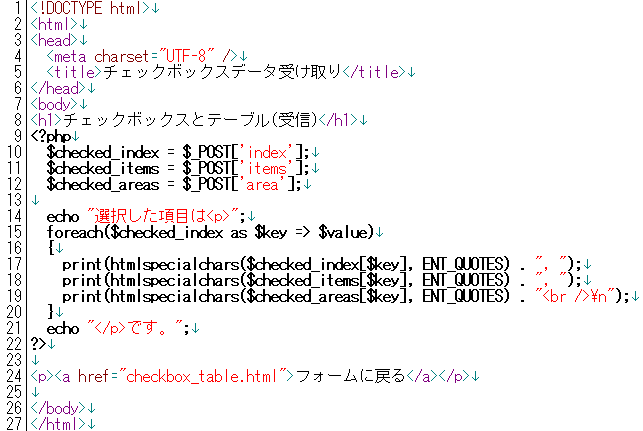 1 <!DOCTYPE html>↓
2 <html>↓
3 <head>↓
4   <meta charset="UTF-8" />↓
5   <title>チェックボックスデータ受け取り</title>↓
6 </head>↓
7 <body>↓
8 <h1>チェックボックスとテーブル(受信)</h1>↓
9 <?php↓
10   $checked_index = $_POST['index'];↓
11   $checked_items = $_POST['items'];↓
12   $checked_areas = $_POST['area'];↓
13 ↓
14   echo "選択した項目は<p>";↓
15   foreach($checked_index as $key => $value)↓
16   {↓
17     print(htmlspecialchars($checked_index[$key], ENT_QUOTES) . ", ");↓
18     print(htmlspecialchars($checked_items[$key], ENT_QUOTES) . ", ");↓
19     print(htmlspecialchars($checked_areas[$key], ENT_QUOTES) . "<br />¥n");↓
20   }↓
21   echo "</p>です。";↓
22 ?>↓
23 ↓
24 <p><a href="checkbox_table.html">フォームに戻る</a></p>↓
25 ↓
26 </body>↓
27 </html>↓